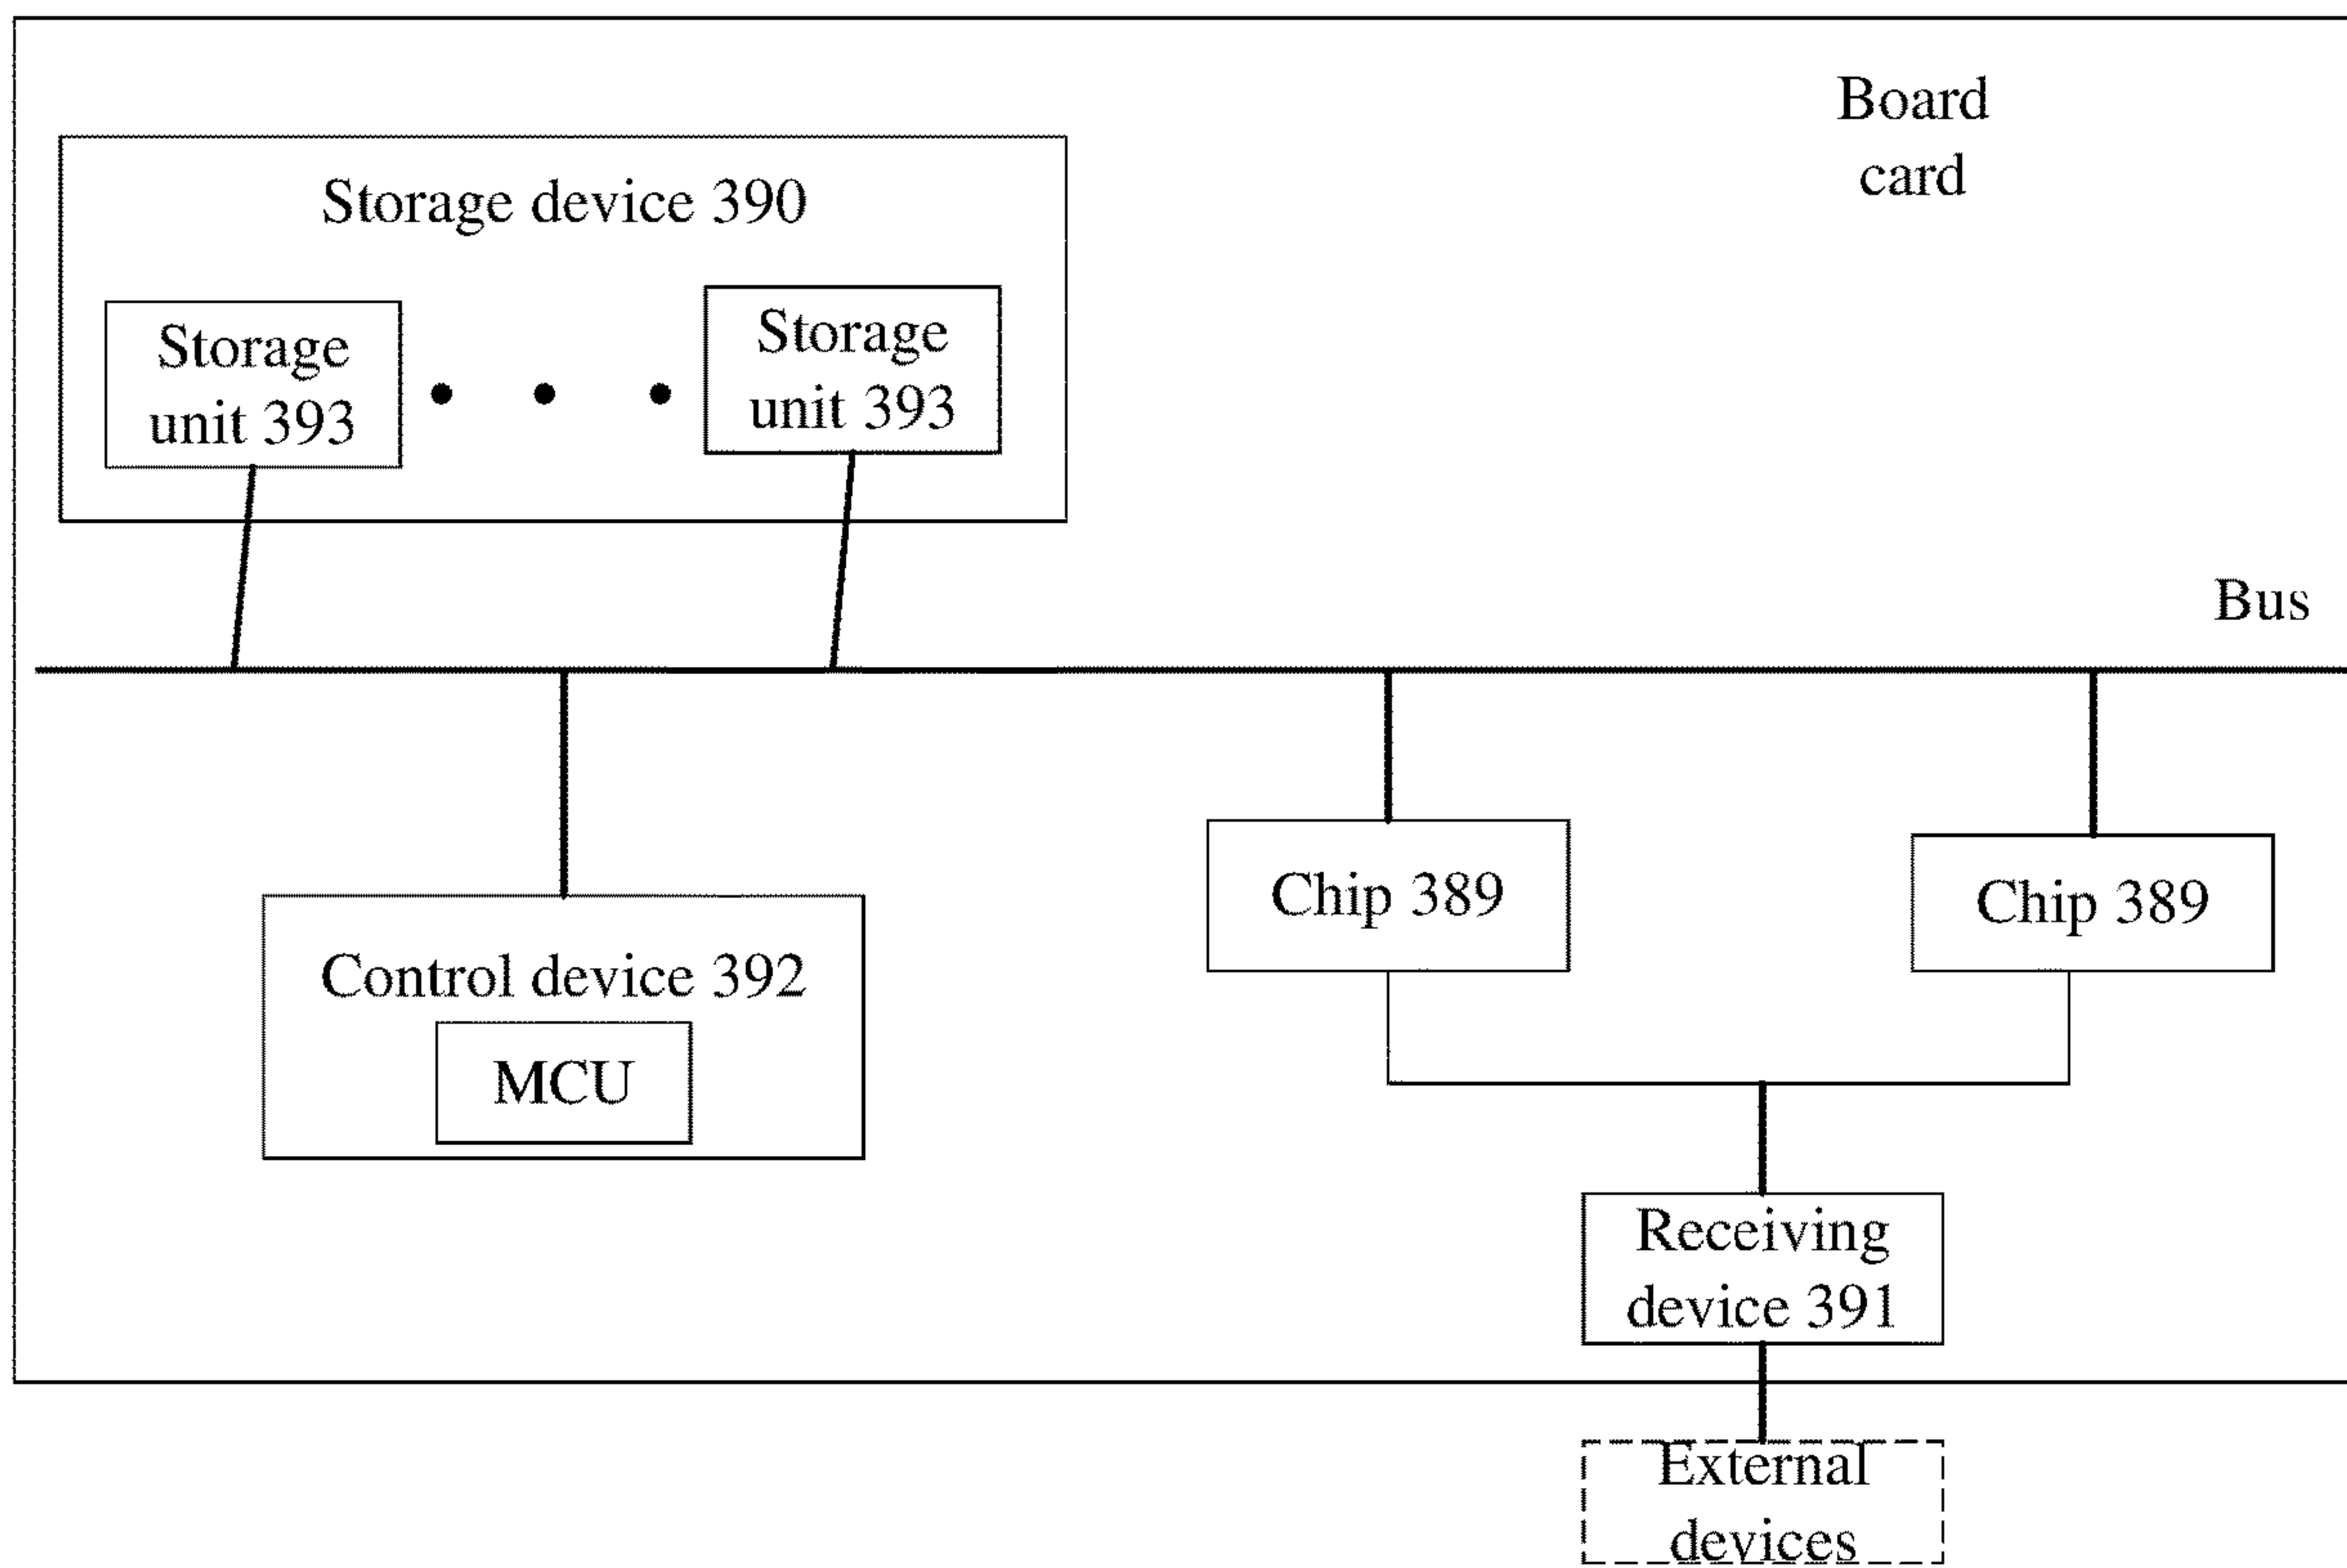 Board
card
Storage device 390
Storage
unit 393
Storage
unit 393
Bus
Chip 389
Chip 389
Control device 392
MCU
Receiving
device 391
External
devices